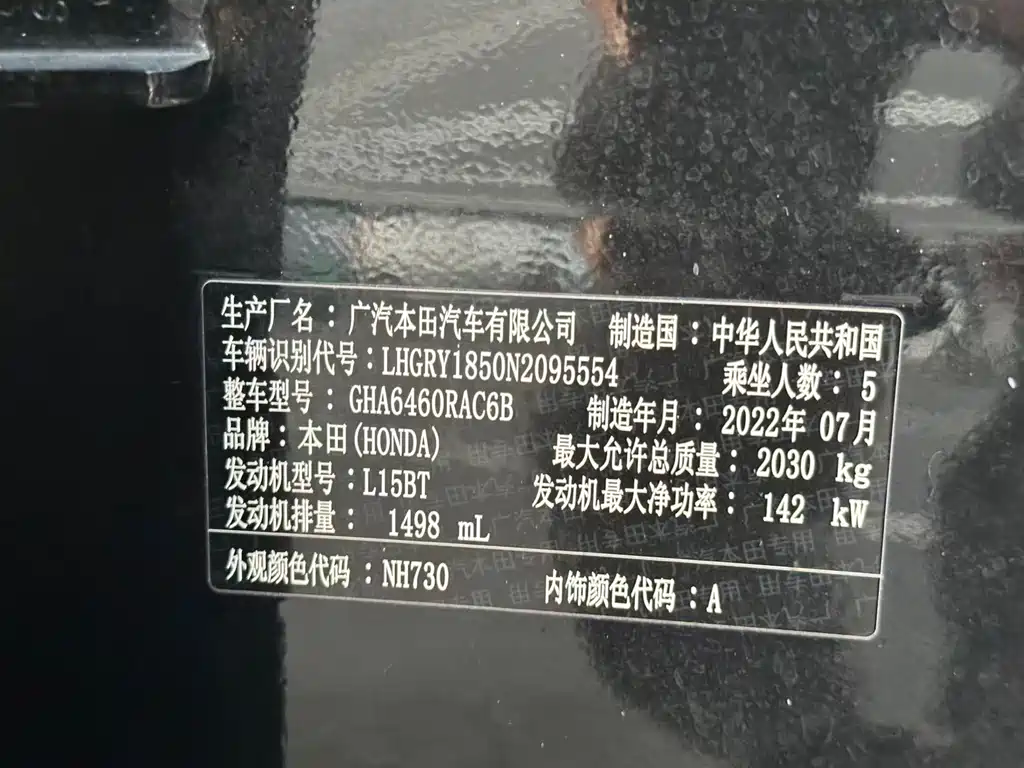 生产厂名：广汽本田汽车有限公司 制造国：中华人民共和国
车辆识别代号：LHGRY1850N2095554 乘坐人数：5
整车型号：GHA6460RAC6B 制造年月：2022年07月
品牌：本田(HONDA) 最大允许总质量：2030 kg
发动机型号：L15BT 发动机最大净功率：142 kW
发动机排量：1498 mL
外观颜色代码：NH730 内饰颜色代码：A